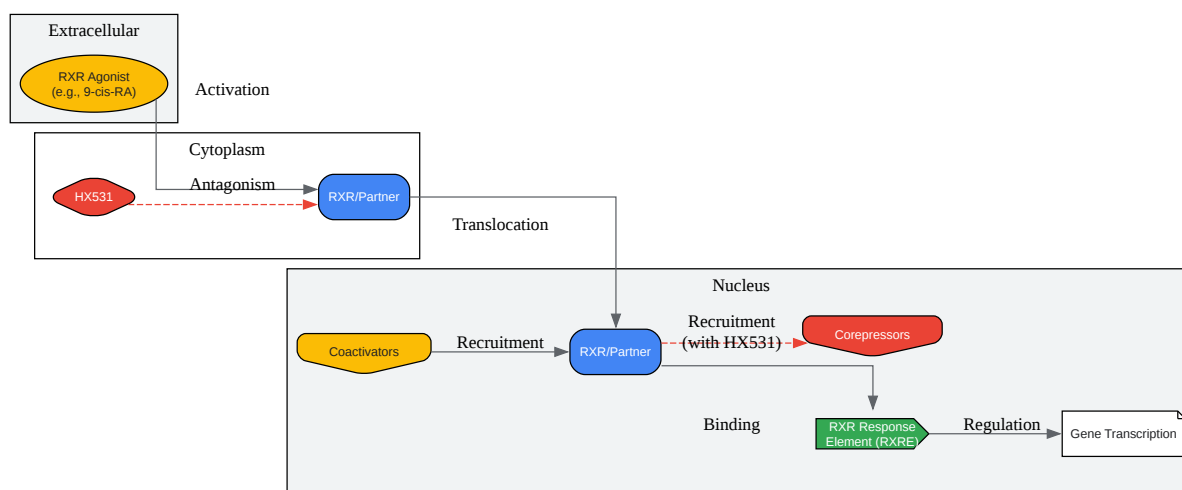 Extracellular
RXR Agonist
(e.g., 9-cis-RA)
Activation
Cytoplasm
Antagonism
HX531
RXR/Partner
Translocation
Nucleus
Coactivators
Recruitment
RXR/Partner
Recruitment
(with HX531)
Corepressors
Binding
RXR Response
Element (RXRE)
Regulation
Gene Transcription